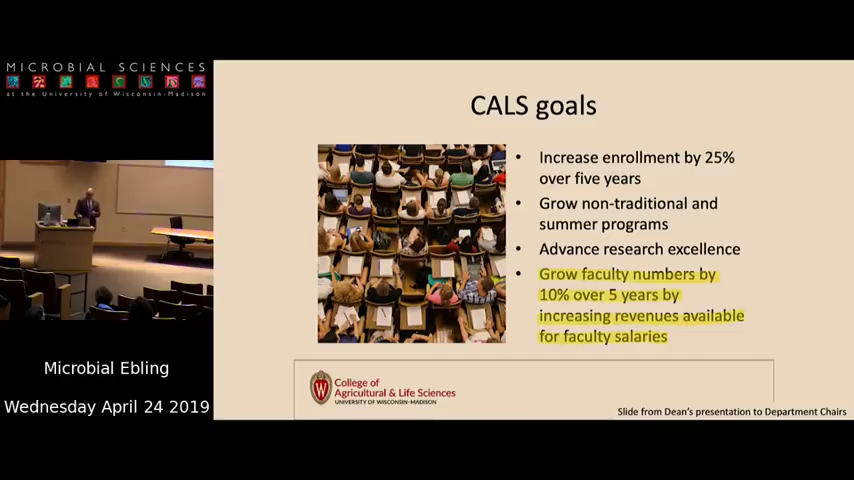 MICROBIAL SCIENCES
at the University of Wisconsin-Madison
Microbial Ebling
Wednesday April 24 2019
CALS goals
• Increase enrollment by 25%
over five years
• Grow non-traditional and
summer programs
• Advance research excellence
• Grow faculty numbers by
10% over 5 years by
increasing revenues available
for faculty salaries
W
College of
Agricultural & Life Sciences
UNIVERSITY OF WISCONSIN-MADISON
Slide from Dean's presentation to Department Chairs